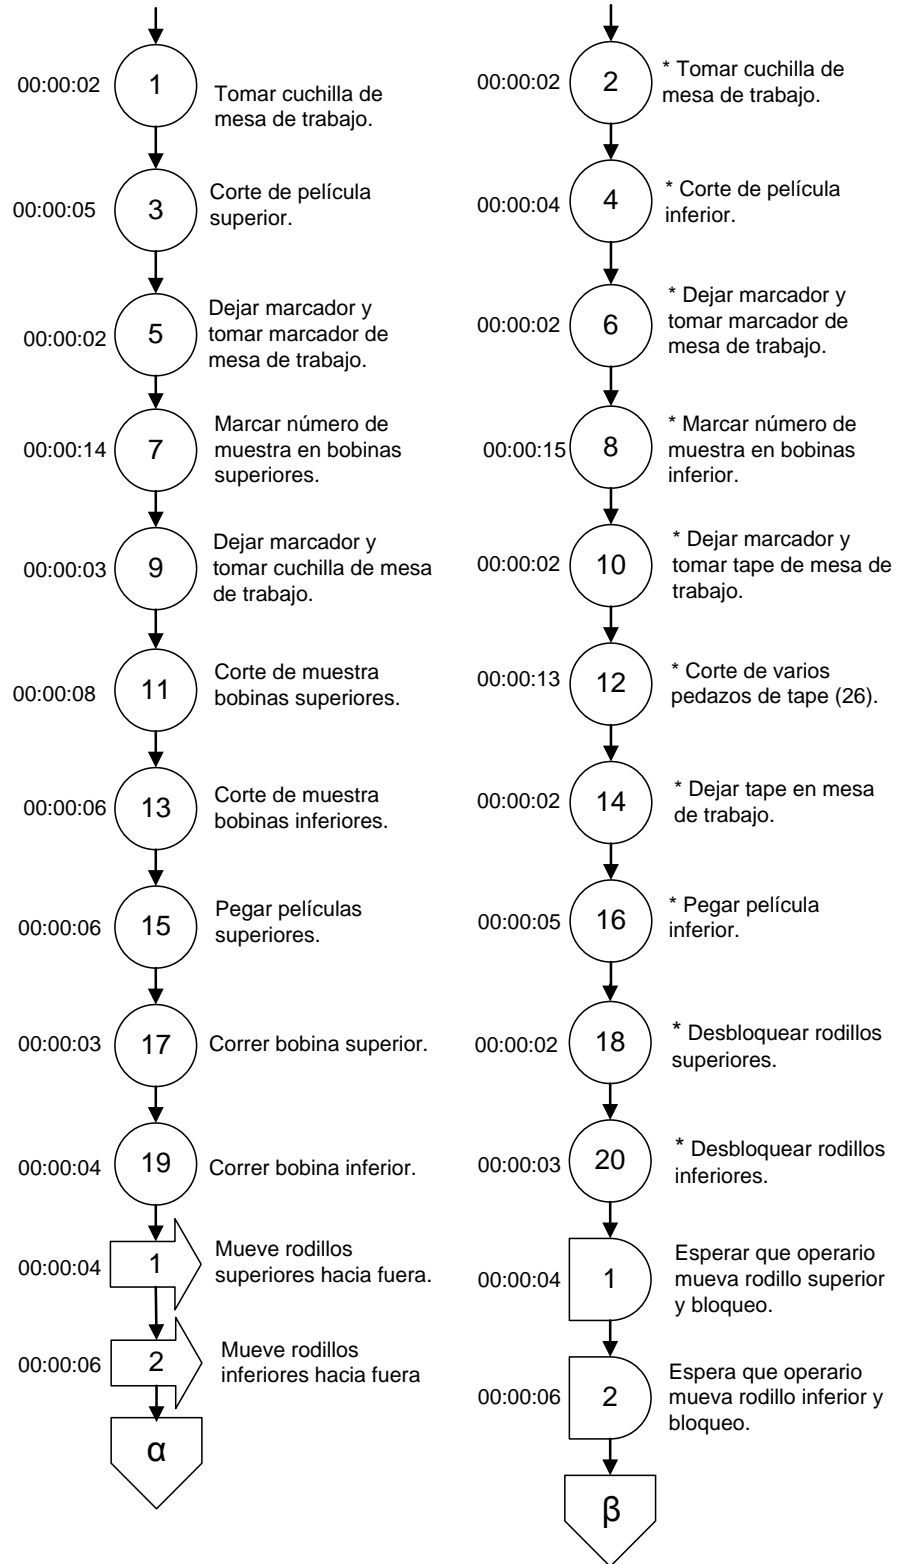 00:00:02
1
Tomar cuchilla de
mesa de trabajo.
00:00:05
3
Corte de película
superior.
00:00:02
5
Dejar marcador y
tomar marcador de
mesa de trabajo.
00:00:14
7
Marcar número de
muestra en bobinas
superiores.
00:00:03
9
Dejar marcador y
tomar cuchilla de mesa
de trabajo.
00:00:08
11
Corte de muestra
bobinas superiores.
00:00:06
13
Corte de muestra
bobinas inferiores.
00:00:06
15
Pegar películas
superiores.
00:00:03
17
Correr bobina superior.
00:00:04
19
Correr bobina inferior.
00:00:04
1
Mueve rodillos
superiores hacia fuera.
00:00:06
2
Mueve rodillos
inferiores hacia fuera
α
00:00:02
2
* Tomar cuchilla de
mesa de trabajo.
00:00:04
4
* Corte de película
inferior.
00:00:02
6
* Dejar marcador y
tomar marcador de
mesa de trabajo.
00:00:15
8
* Marcar número de
muestra en bobinas
inferior.
00:00:02
10
* Dejar marcador y
tomar tape de mesa de
trabajo.
00:00:13
12
* Corte de varios
pedazos de tape (26).
00:00:02
14
* Dejar tape en mesa
de trabajo.
00:00:05
16
* Pegar película
inferior.
00:00:02
18
* Desbloquear rodillos
superiores.
00:00:03
20
* Desbloquear rodillos
inferiores.
00:00:04
1
Esperar que operario
mueva rodillo superior
y bloqueo.
00:00:06
2
Espera que operario
mueva rodillo inferior y
bloqueo.
β